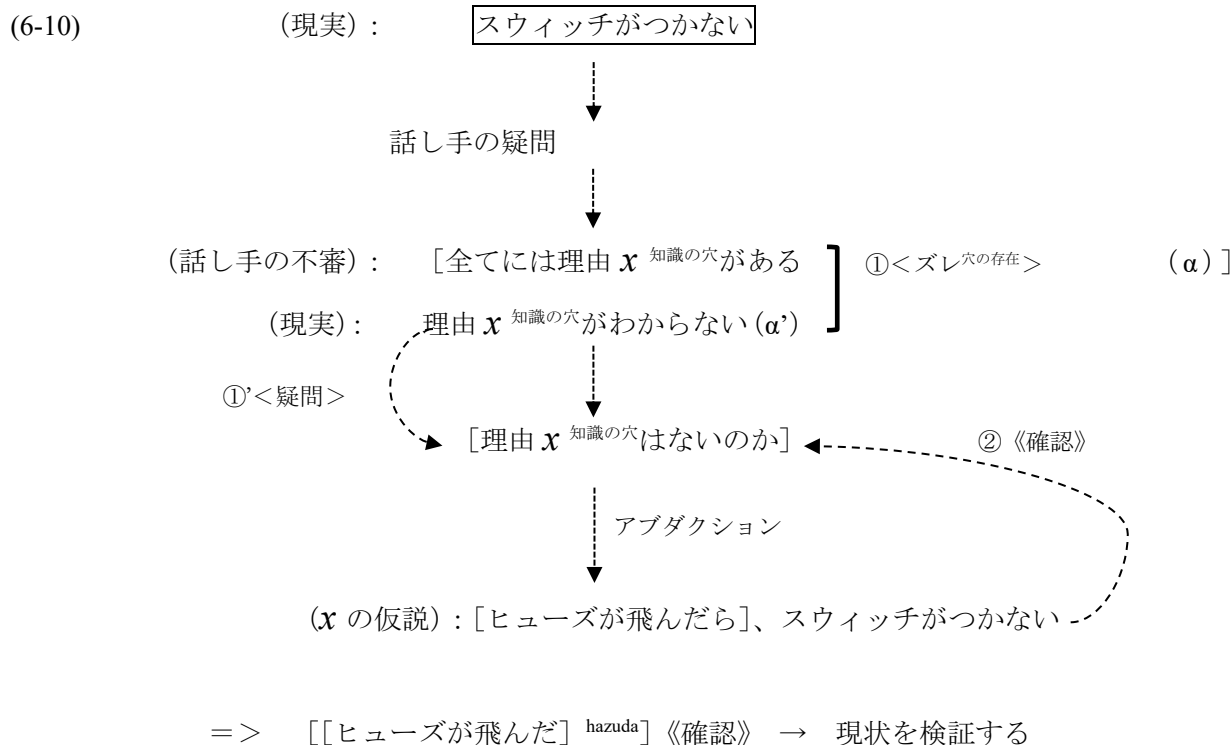 (6-10) （現実）: スウィッチがつかない
話し手の疑問
（話し手の不審）: ［全てには理由 x 知識の穴がある ①＜ズレ穴の存在＞ （α）］
（現実）: 理由 x 知識の穴がわからない (α’)
①’＜疑問＞
［理由 x 知識の穴はないのか］ ②《確認》
アブダクション
（x の仮説）: ［ヒューズが飛んだら］、スウィッチがつかない
＝＞ ［［ヒューズが飛んだ］ hazuda］《確認》 → 現状を検証する